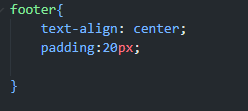 footer{
    text-align: center;
    padding:20px;
}